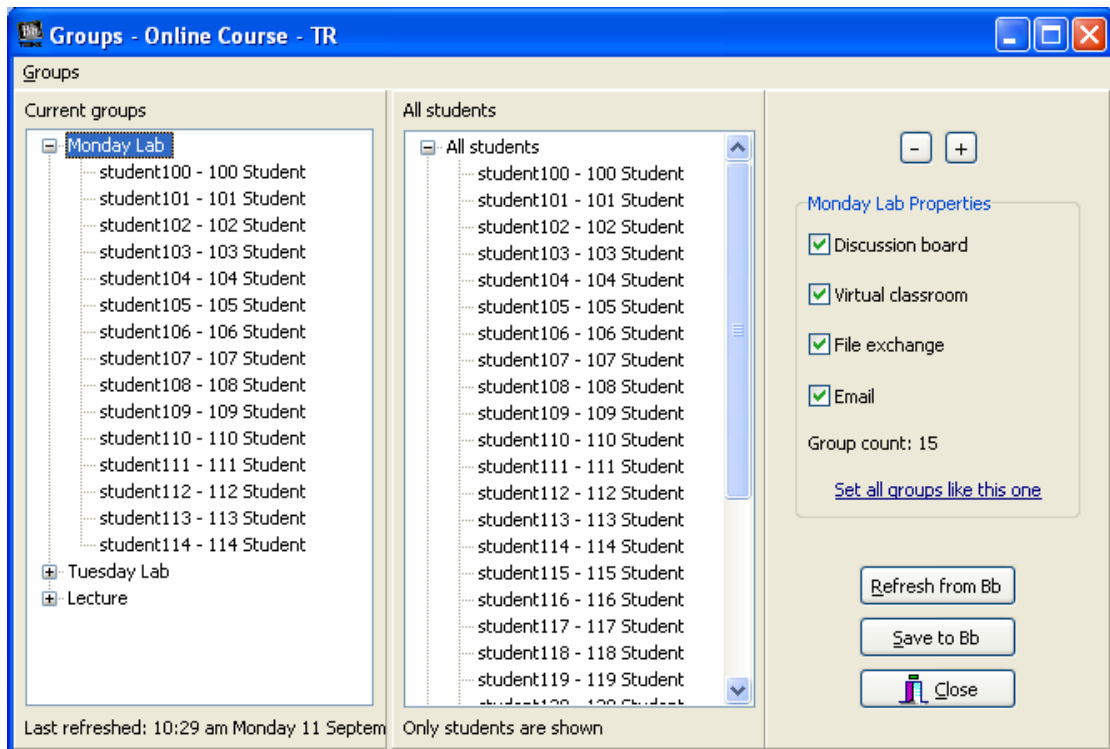 Groups - Online Course - TR
Groups
Current groups
Monday Lab
student100 - 100 Student
student101 - 101 Student
student102 - 102 Student
student103 - 103 Student
student104 - 104 Student
student105 - 105 Student
student106 - 106 Student
student107 - 107 Student
student108 - 108 Student
student109 - 109 Student
student110 - 110 Student
student111 - 111 Student
student112 - 112 Student
student113 - 113 Student
student114 - 114 Student
Tuesday Lab
Lecture
Last refreshed: 10:29 am Monday 11 Septem
All students
All students
student100 - 100 Student
student101 - 101 Student
student102 - 102 Student
student103 - 103 Student
student104 - 104 Student
student105 - 105 Student
student106 - 106 Student
student107 - 107 Student
student108 - 108 Student
student109 - 109 Student
student110 - 110 Student
student111 - 111 Student
student112 - 112 Student
student113 - 113 Student
student114 - 114 Student
student115 - 115 Student
student116 - 116 Student
student117 - 117 Student
student118 - 118 Student
student119 - 119 Student
Only students are shown
- +
Monday Lab Properties
Discussion board
Virtual classroom
File exchange
Email
Group count: 15
Set all groups like this one
Refresh from Bb
Save to Bb
Close